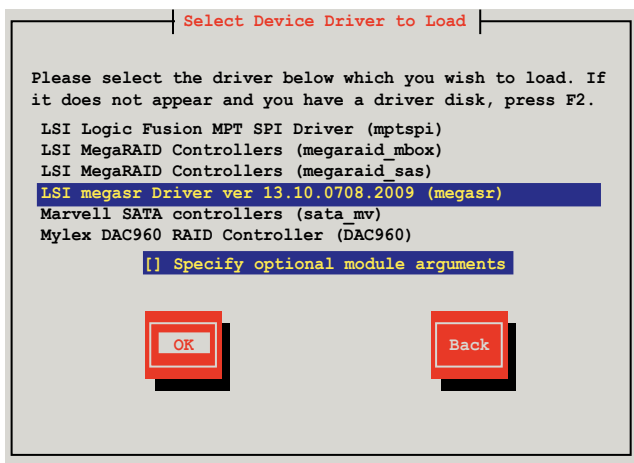 Select Device Driver to Load
Please select the driver below which you wish to load. If
it does not appear and you have a driver disk, press F2.
LSI Logic Fusion MPT SPI Driver (mptspi)
LSI MegaRAID Controllers (megaraid_mbox)
LSI MegaRAID Controllers (megaraid_sas)
LSI megasr Driver ver 13.10.0708.2009 (megasr)
Marvell SATA controllers (sata_mv)
Mylex DAC960 RAID Controller (DAC960)
[] Specify optional module arguments
OK
Back